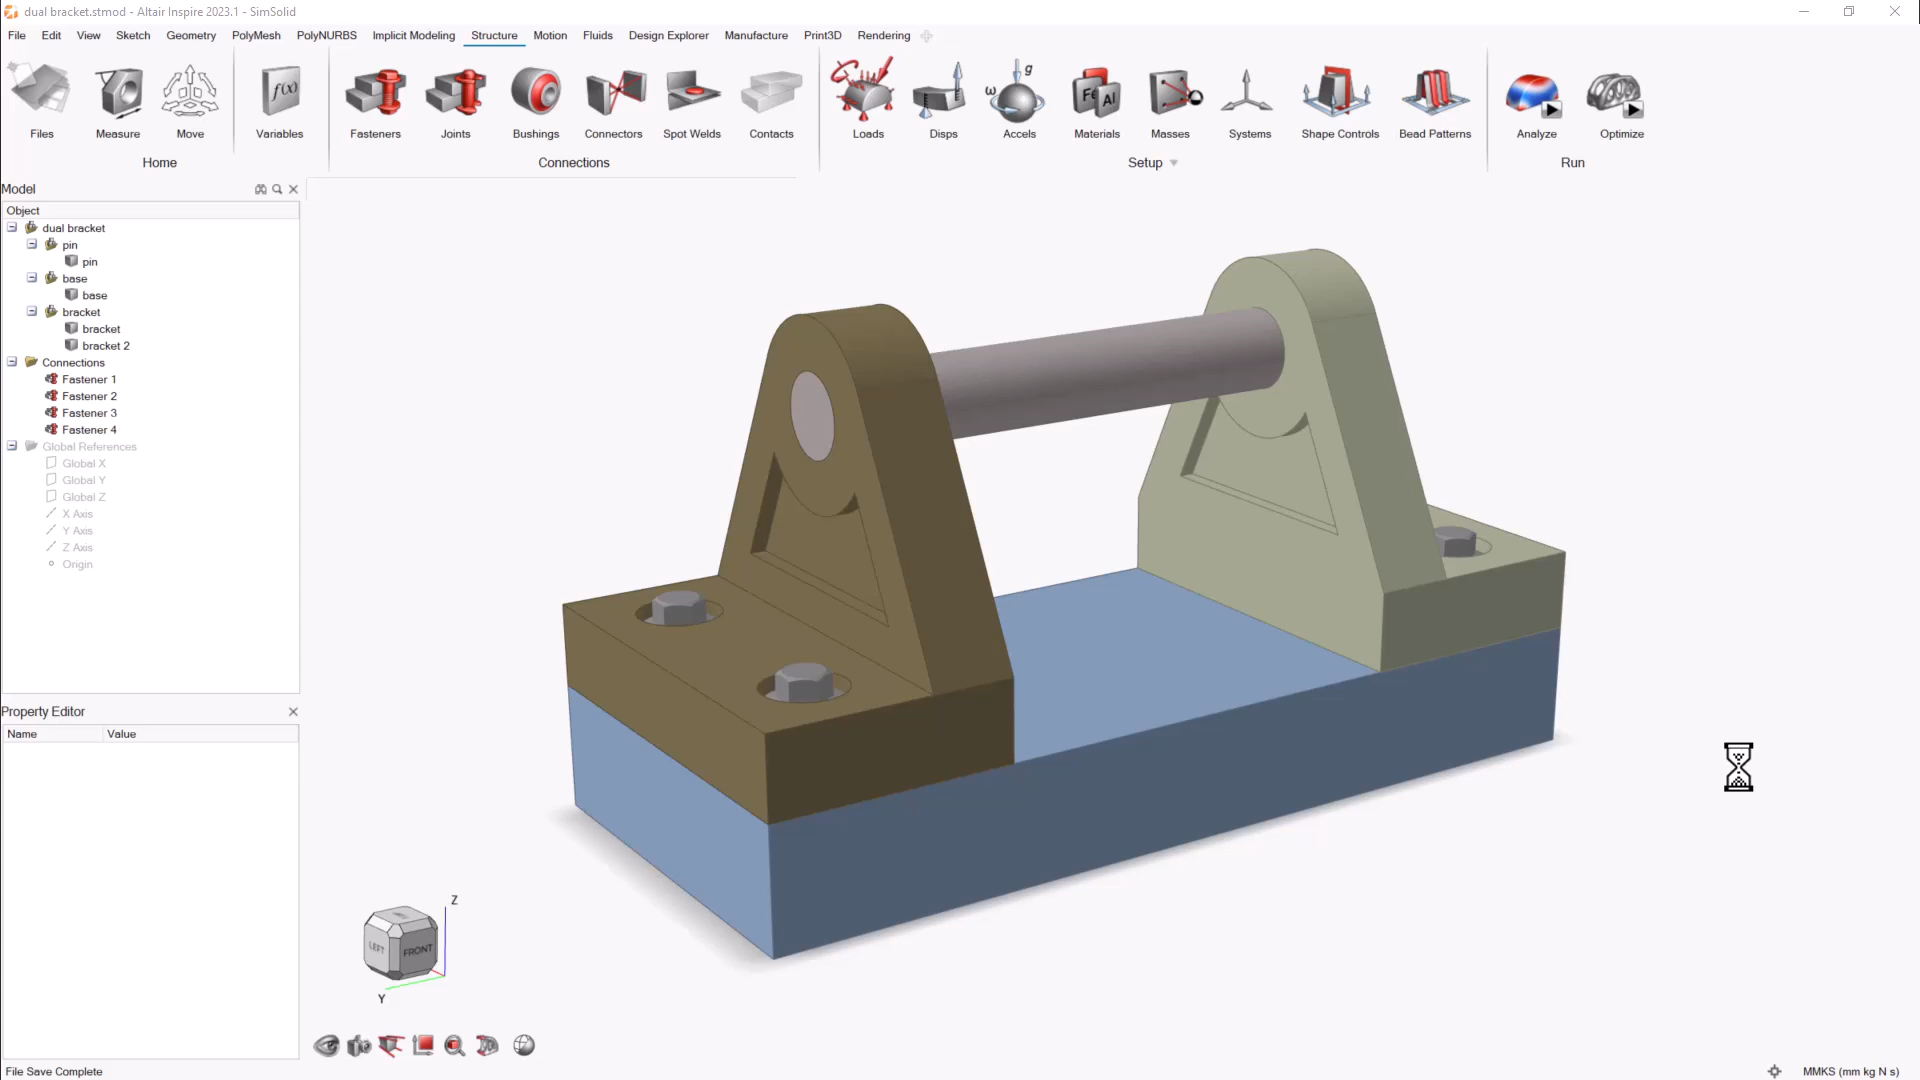 dual bracket.stmod - Altair Inspire 2023.1 - SimSolid
File Edit View Sketch Geometry PolyMesh PolyNURBS Implicit Modeling Structure Motion Fluids Design Explorer Manufacture Print3D Rendering
f(x)
g
ω
Fe
Al
Files Measure Move Variables Fasteners Joints Bushings Connectors Spot Welds Contacts Loads Disps Accels Materials Masses Systems Shape Controls Bead Patterns Analyze Optimize
Home Connections Setup Run
Model
Object
dual bracket
pin
pin
base
base
bracket
bracket
bracket 2
Connections
Fastener 1
Fastener 2
Fastener 3
Fastener 4
Global References
Global X
Global Y
Global Z
X Axis
Y Axis
Z Axis
Origin
Property Editor
Name Value
Z
LEFT FRONT
Y
File Save Complete
MMKS (mm kg N s)